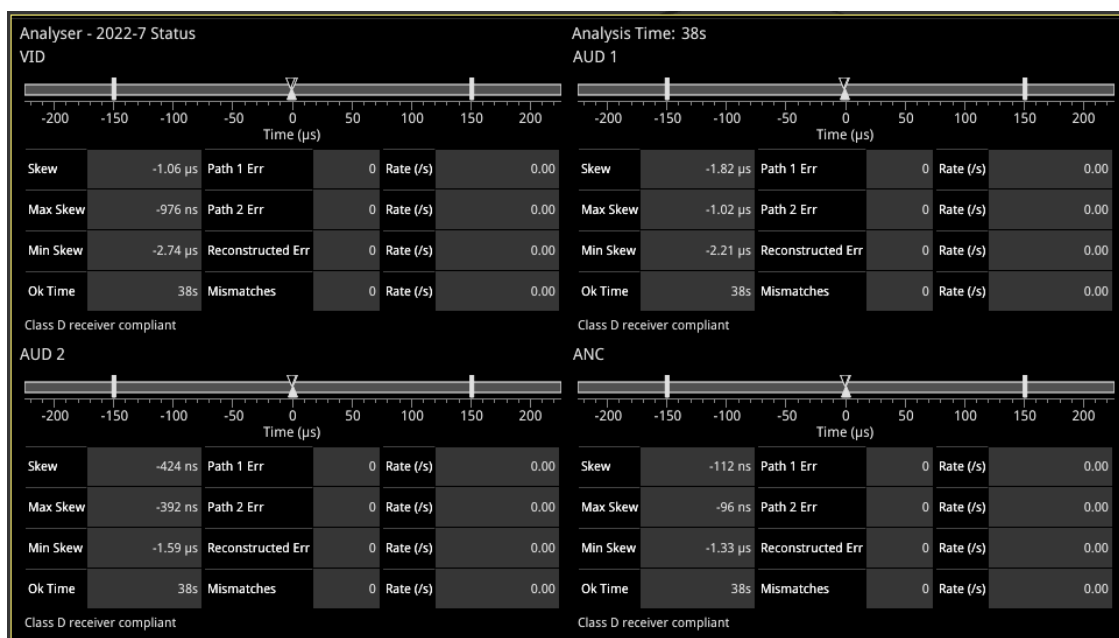 Analyser - 2022-7 Status
Analysis Time: 38s
VID
-200 -150 -100 -50 0 50 100 150 200
Time (µs)
Skew -1.06 µs Path 1 Err 0 Rate (/s) 0.00
Max Skew -976 ns Path 2 Err 0 Rate (/s) 0.00
Min Skew -2.74 µs Reconstructed Err 0 Rate (/s) 0.00
Ok Time 38s Mismatches 0 Rate (/s) 0.00
Class D receiver compliant
AUD 1
-200 -150 -100 -50 0 50 100 150 200
Time (µs)
Skew -1.82 µs Path 1 Err 0 Rate (/s) 0.00
Max Skew -1.02 µs Path 2 Err 0 Rate (/s) 0.00
Min Skew -2.21 µs Reconstructed Err 0 Rate (/s) 0.00
Ok Time 38s Mismatches 0 Rate (/s) 0.00
Class D receiver compliant
AUD 2
-200 -150 -100 -50 0 50 100 150 200
Time (µs)
Skew -424 ns Path 1 Err 0 Rate (/s) 0.00
Max Skew -392 ns Path 2 Err 0 Rate (/s) 0.00
Min Skew -1.59 µs Reconstructed Err 0 Rate (/s) 0.00
Ok Time 38s Mismatches 0 Rate (/s) 0.00
Class D receiver compliant
ANC
-200 -150 -100 -50 0 50 100 150 200
Time (µs)
Skew -112 ns Path 1 Err 0 Rate (/s) 0.00
Max Skew -96 ns Path 2 Err 0 Rate (/s) 0.00
Min Skew -1.33 µs Reconstructed Err 0 Rate (/s) 0.00
Ok Time 38s Mismatches 0 Rate (/s) 0.00
Class D receiver compliant